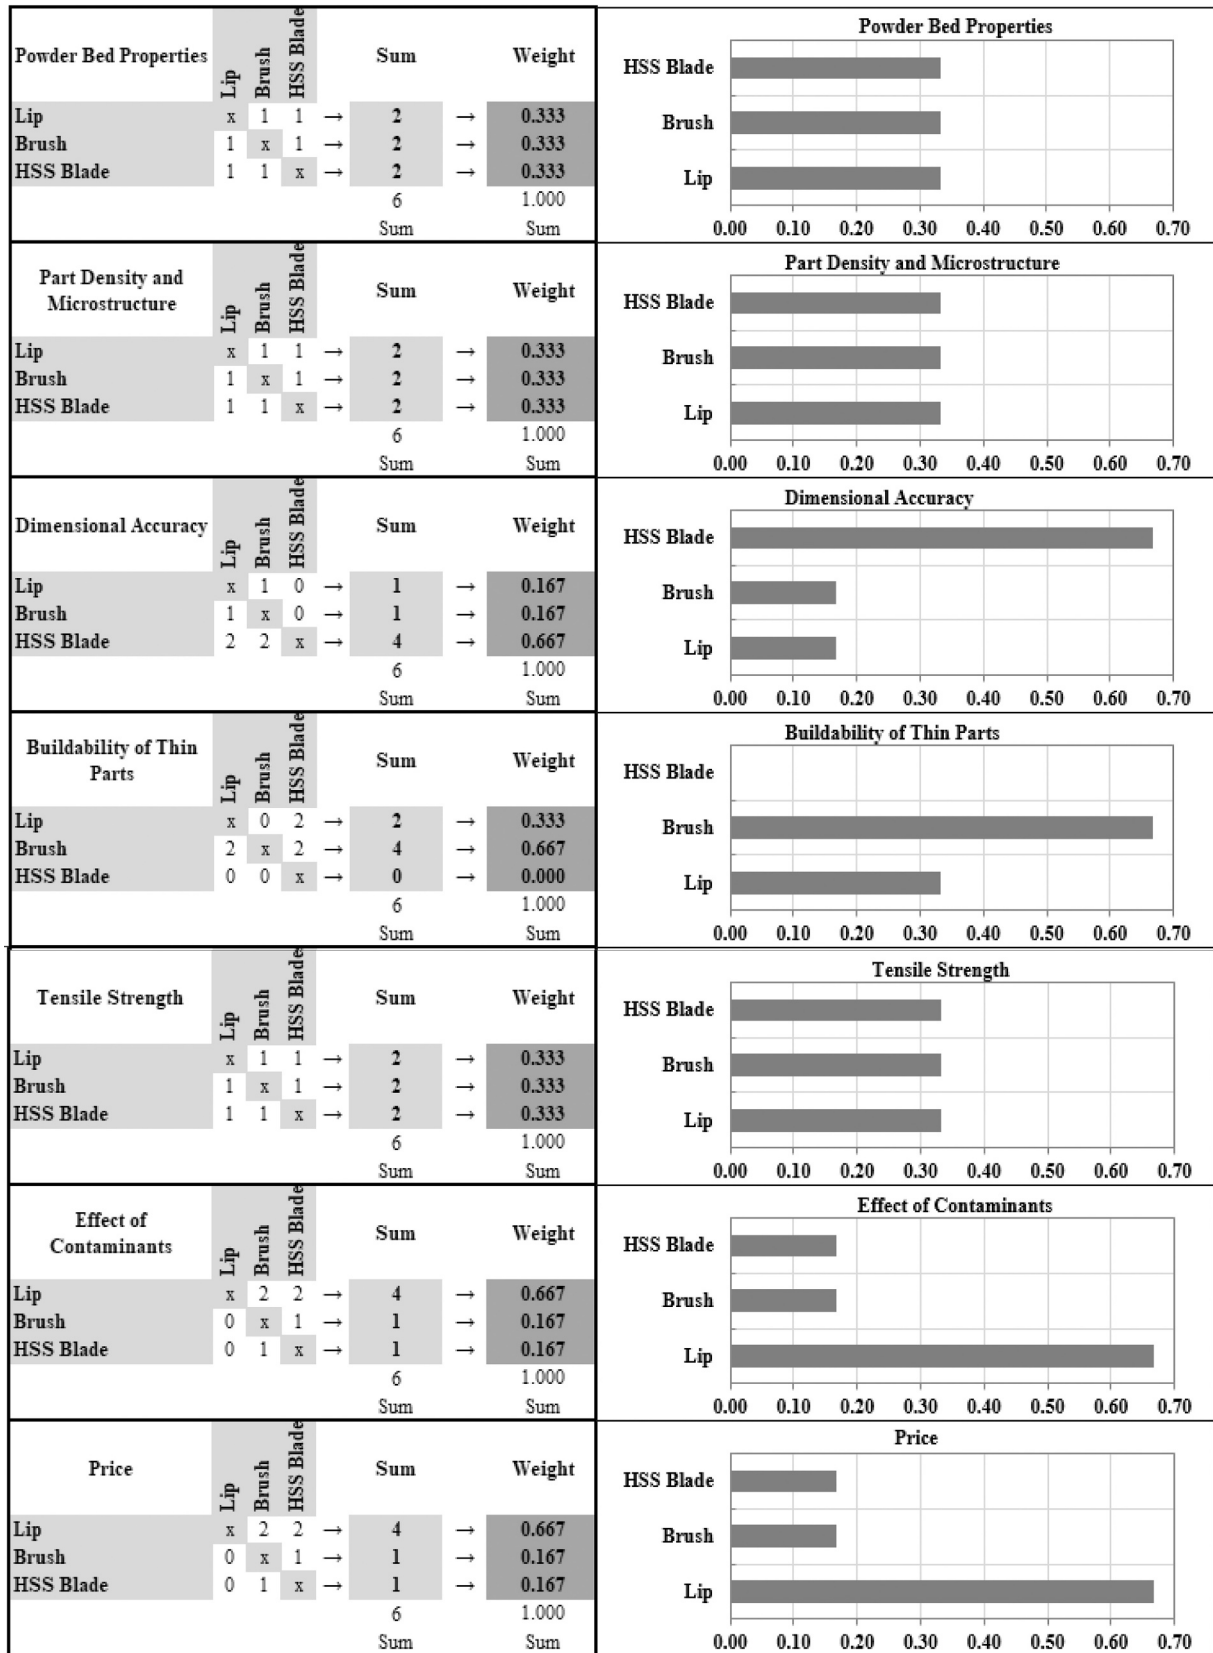 Powder Bed Properties Lip Brush HSS Blade Sum Weight
Lip x 1 1 → 2 → 0.333
Brush 1 x 1 → 2 → 0.333
HSS Blade 1 1 x → 2 → 0.333
6 1.000
Sum Sum
Powder Bed Properties
HSS Blade
Brush
Lip
0.00 0.10 0.20 0.30 0.40 0.50 0.60 0.70
Part Density and
Microstructure
Lip Brush HSS Blade Sum Weight
Lip x 1 1 → 2 → 0.333
Brush 1 x 1 → 2 → 0.333
HSS Blade 1 1 x → 2 → 0.333
6 1.000
Sum Sum
Part Density and Microstructure
HSS Blade
Brush
Lip
0.00 0.10 0.20 0.30 0.40 0.50 0.60 0.70
Dimensional Accuracy Lip Brush HSS Blade Sum Weight
Lip x 1 0 → 1 → 0.167
Brush 1 x 0 → 1 → 0.167
HSS Blade 2 2 x → 4 → 0.667
6 1.000
Sum Sum
Dimensional Accuracy
HSS Blade
Brush
Lip
0.00 0.10 0.20 0.30 0.40 0.50 0.60 0.70
Buildability of Thin
Parts
Lip Brush HSS Blade Sum Weight
Lip x 0 2 → 2 → 0.333
Brush 2 x 2 → 4 → 0.667
HSS Blade 0 0 x → 0 → 0.000
6 1.000
Sum Sum
Buildability of Thin Parts
HSS Blade
Brush
Lip
0.00 0.10 0.20 0.30 0.40 0.50 0.60 0.70
Tensile Strength Lip Brush HSS Blade Sum Weight
Lip x 1 1 → 2 → 0.333
Brush 1 x 1 → 2 → 0.333
HSS Blade 1 1 x → 2 → 0.333
6 1.000
Sum Sum
Tensile Strength
HSS Blade
Brush
Lip
0.00 0.10 0.20 0.30 0.40 0.50 0.60 0.70
Effect of
Contaminants
Lip Brush HSS Blade Sum Weight
Lip x 2 2 → 4 → 0.667
Brush 0 x 1 → 1 → 0.167
HSS Blade 0 1 x → 1 → 0.167
6 1.000
Sum Sum
Effect of Contaminants
HSS Blade
Brush
Lip
0.00 0.10 0.20 0.30 0.40 0.50 0.60 0.70
Price Lip Brush HSS Blade Sum Weight
Lip x 2 2 → 4 → 0.667
Brush 0 x 1 → 1 → 0.167
HSS Blade 0 1 x → 1 → 0.167
6 1.000
Sum Sum
Price
HSS Blade
Brush
Lip
0.00 0.10 0.20 0.30 0.40 0.50 0.60 0.70